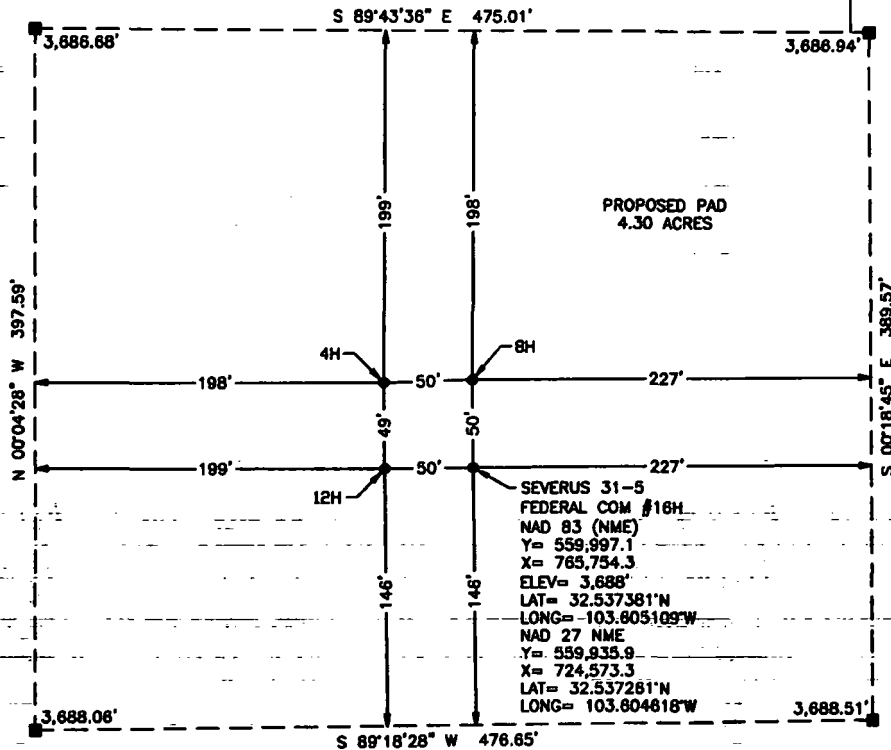 S 89°43'36" E 475.01'
3,686.68'
3,686.94'
199'
198'
PROPOSED PAD
4.30 ACRES
N 00°04'28" W 397.59'
S 00°18'45" E 389.57'
4H
8H
198'
50'
227'
49'
50'
199'
50'
227'
12H
SEVERUS 31-5
FEDERAL COM #16H
NAD 83 (NME)
Y= 559,997.1
X= 765,754.3
ELEV= 3,688'
LAT= 32.537381°N
LONG= 103.605109°W
NAD 27 NME
Y= 559,935.9
X= 724,573.3
LAT= 32.537261°N
LONG= 103.604618°W
146'
146'
3,688.06'
3,688.51'
S 89°18'28" W 476.65'